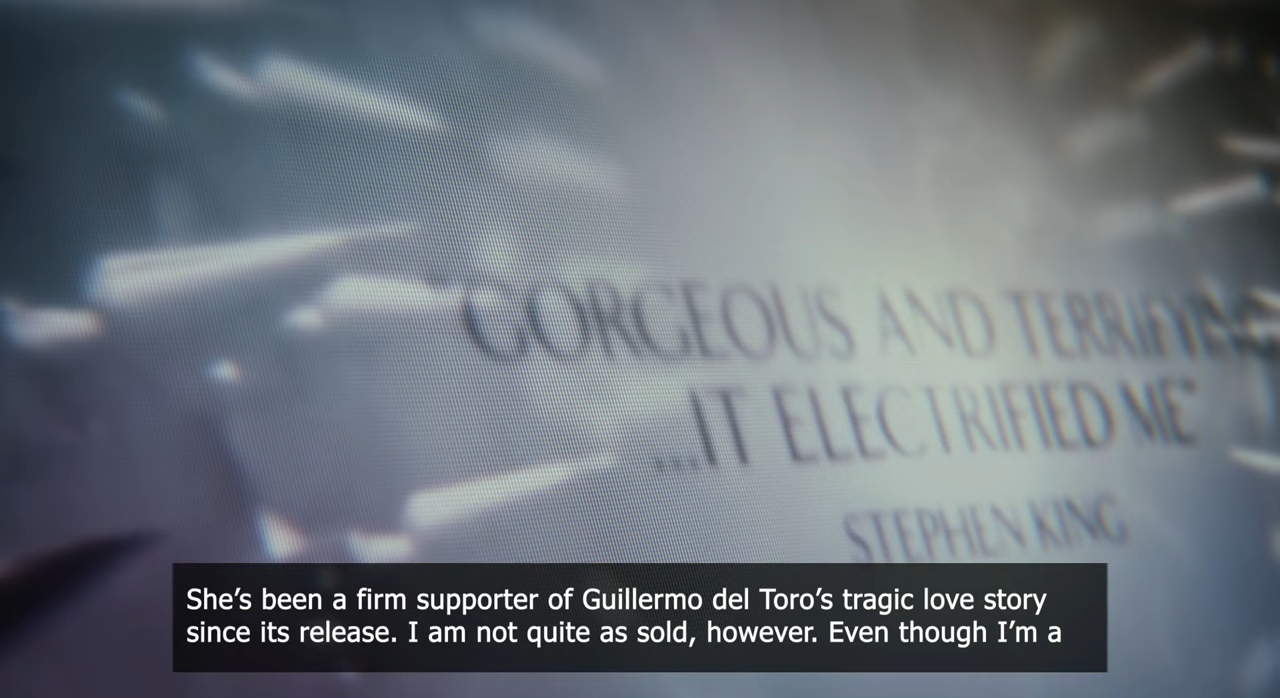 "GORGEOUS AND TERRIFYING
...IT ELECTRIFIED ME"
STEPHEN KING
She’s been a firm supporter of Guillermo del Toro’s tragic love story
since its release. I am not quite as sold, however. Even though I’m a